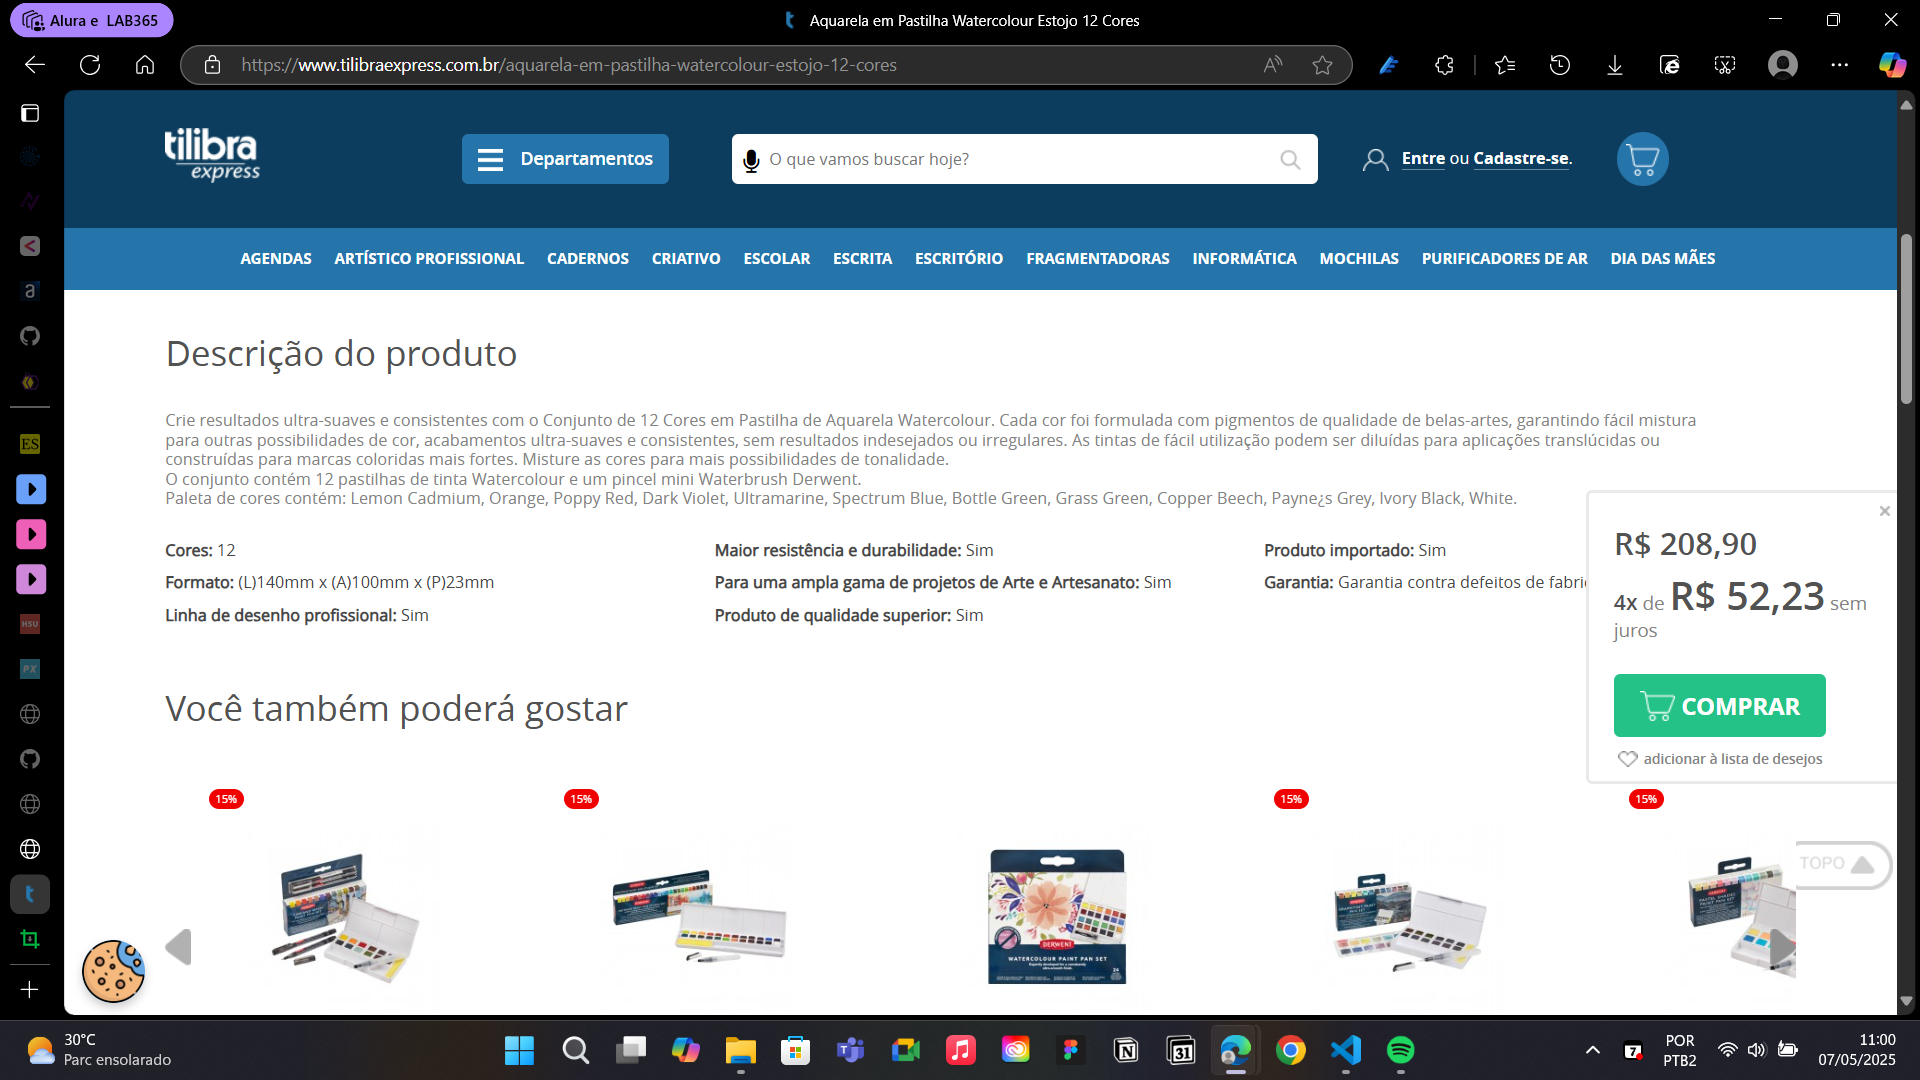 Alura e LAB365
Aquarela em Pastilha Watercolour Estojo 12 Cores
https://www.tilibraexpress.com.br/aquarela-em-pastilha-watercolour-estojo-12-cores
tilibra
express
Departamentos
O que vamos buscar hoje?
Entre ou Cadastre-se.
AGENDAS ARTÍSTICO PROFISSIONAL CADERNOS CRIATIVO ESCOLAR ESCRITA ESCRITÓRIO FRAGMENTADORAS INFORMÁTICA MOCHILAS PURIFICADORES DE AR DIA DAS MÃES
Descrição do produto
Crie resultados ultra-suaves e consistentes com o Conjunto de 12 Cores em Pastilha de Aquarela Watercolour. Cada cor foi formulada com pigmentos de qualidade de belas-artes, garantindo fácil mistura
para outras possibilidades de cor, acabamentos ultra-suaves e consistentes, sem resultados indesejados ou irregulares. As tintas de fácil utilização podem ser diluídas para aplicações translúcidas ou
construídas para marcas coloridas mais fortes. Misture as cores para mais possibilidades de tonalidade.
O conjunto contém 12 pastilhas de tinta Watercolour e um pincel mini Waterbrush Derwent.
Paleta de cores contém: Lemon Cadmium, Orange, Poppy Red, Dark Violet, Ultramarine, Spectrum Blue, Bottle Green, Grass Green, Copper Beech, Payne¿s Grey, Ivory Black, White.
Cores: 12
Maior resistência e durabilidade: Sim
Produto importado: Sim
Formato: (L)140mm x (A)100mm x (P)23mm
Para uma ampla gama de projetos de Arte e Artesanato: Sim
Garantia: Garantia contra defeitos de fabri
Linha de desenho profissional: Sim
Produto de qualidade superior: Sim
R$ 208,90
4x de R$ 52,23 sem
juros
COMPRAR
adicionar à lista de desejos
Você também poderá gostar
15%
15%
15%
15%
DERWENT
WATERCOLOUR PAINT PAN SET
24
TOPO
ES
HSU
PX
30°C
Parc ensolarado
31
7
POR
PTB2
11:00
07/05/2025